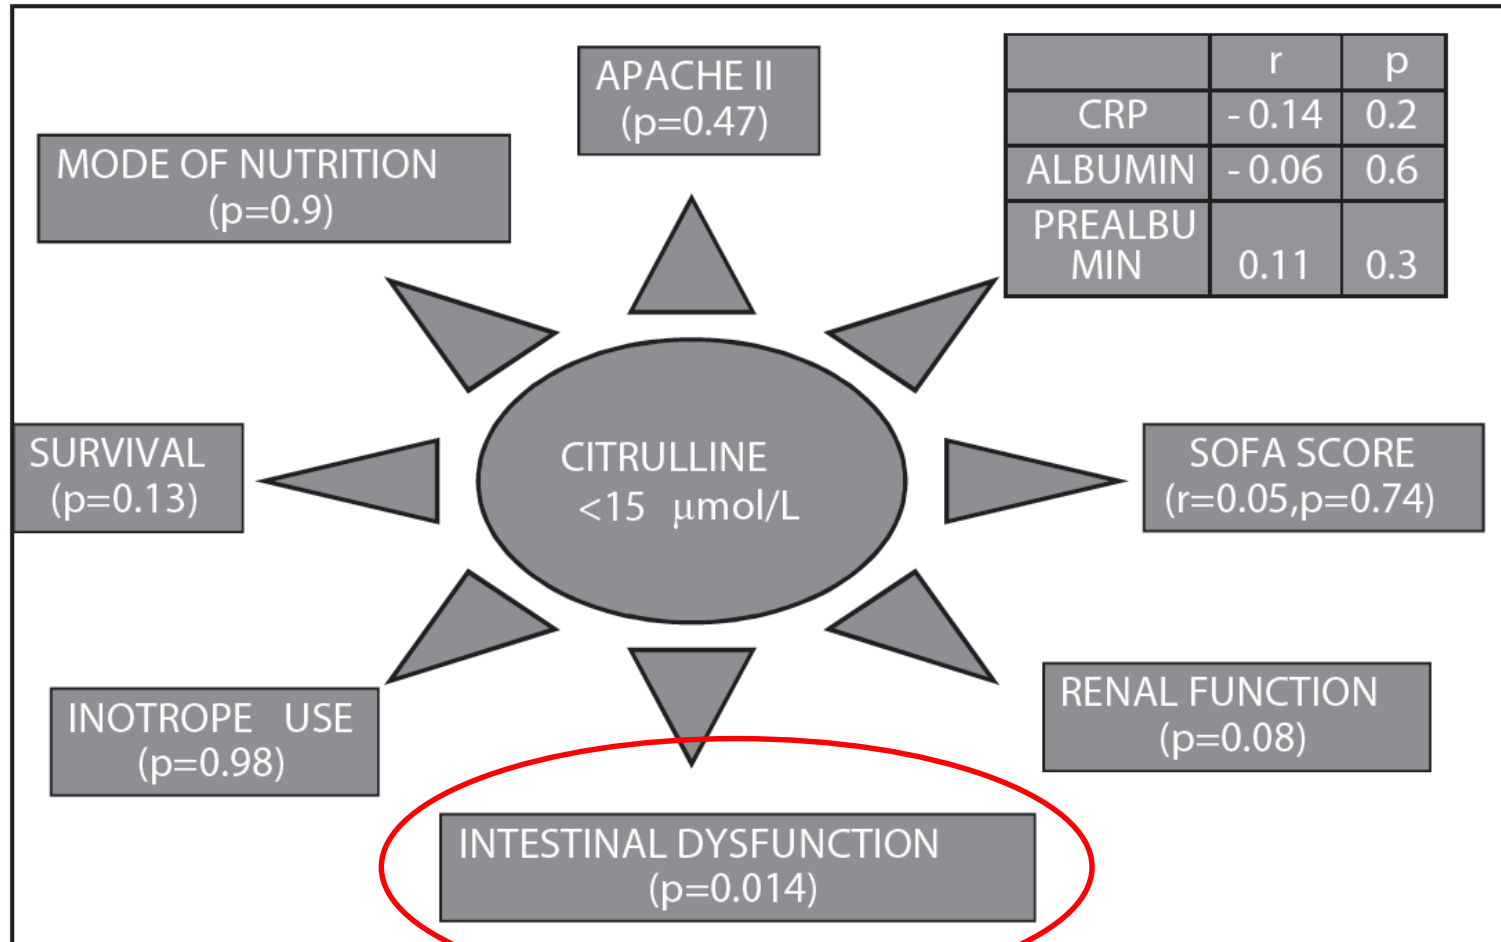 APACHE II
(p=0.47)
r p
CRP - 0.14 0.2
ALBUMIN - 0.06 0.6
PREALBU
MIN 0.11 0.3
MODE OF NUTRITION
(p=0.9)
SURVIVAL
(p=0.13)
CITRULLINE
<15 μmol/L
SOFA SCORE
(r=0.05,p=0.74)
INOTROPE USE
(p=0.98)
RENAL FUNCTION
(p=0.08)
INTESTINAL DYSFUNCTION
(p=0.014)